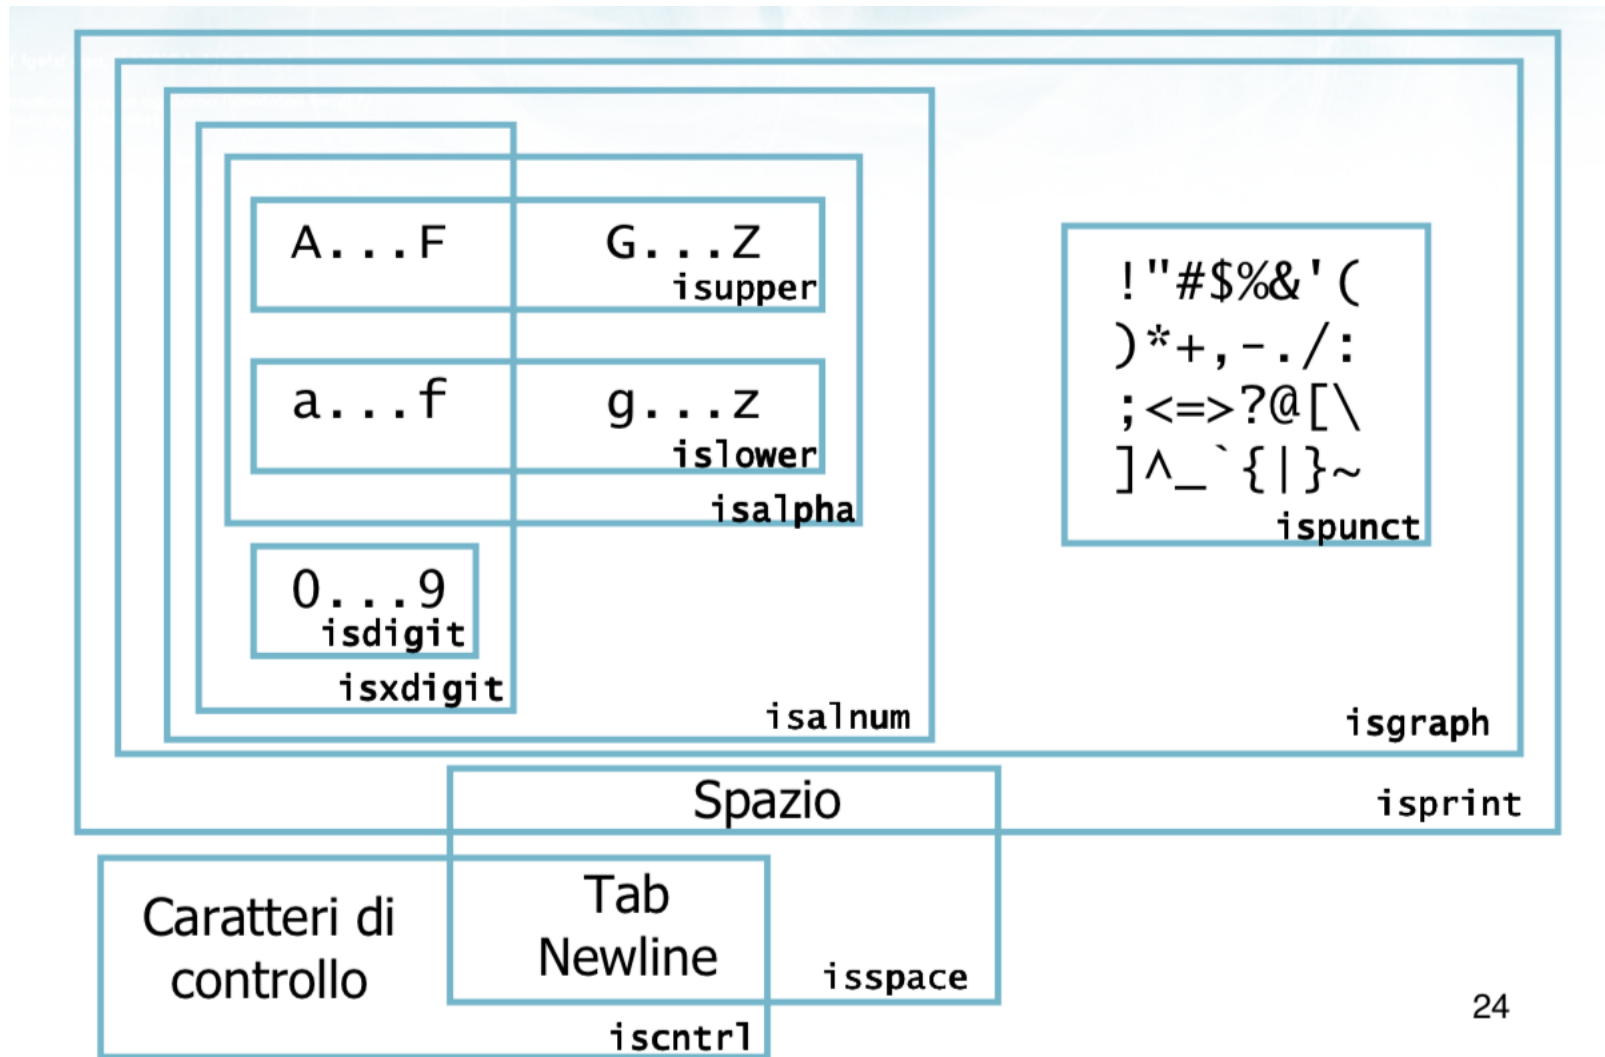 A...F G...Z
isupper
a...f g...z
islower
isalpha
0...9
isdigit
isxdigit
isalnum
!"#$%&'(
)*+,-./:
;<=>?@[\
]^_`{|}~
ispunct
isgraph
Spazio
isprint
Caratteri di
controllo
Tab
Newline
isspace
iscntrl
24